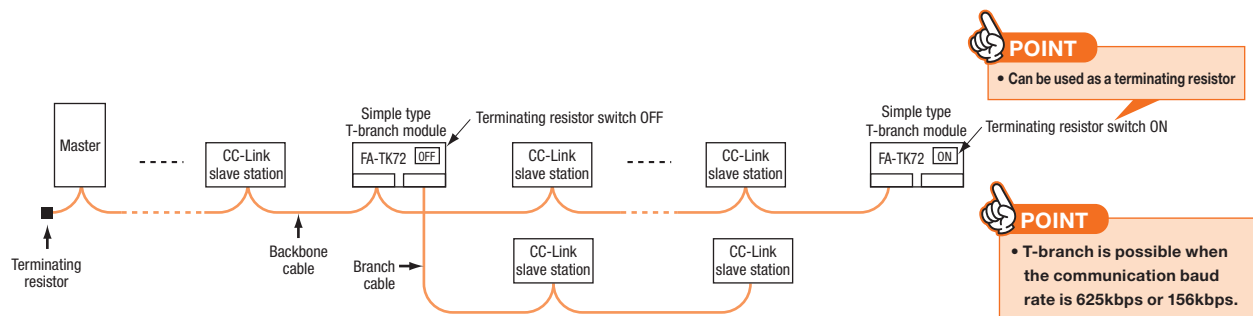 POINT
• Can be used as a terminating resistor
Simple type
T-branch module
Terminating resistor switch OFF
Simple type
T-branch module
Terminating resistor switch ON
Master
CC-Link
slave station
FA-TK72
OFF
CC-Link
slave station
CC-Link
slave station
FA-TK72
ON
Terminating
resistor
Backbone
cable
Branch
cable
CC-Link
slave station
CC-Link
slave station
POINT
• T-branch is possible when
the communication baud
rate is 625kbps or 156kbps.